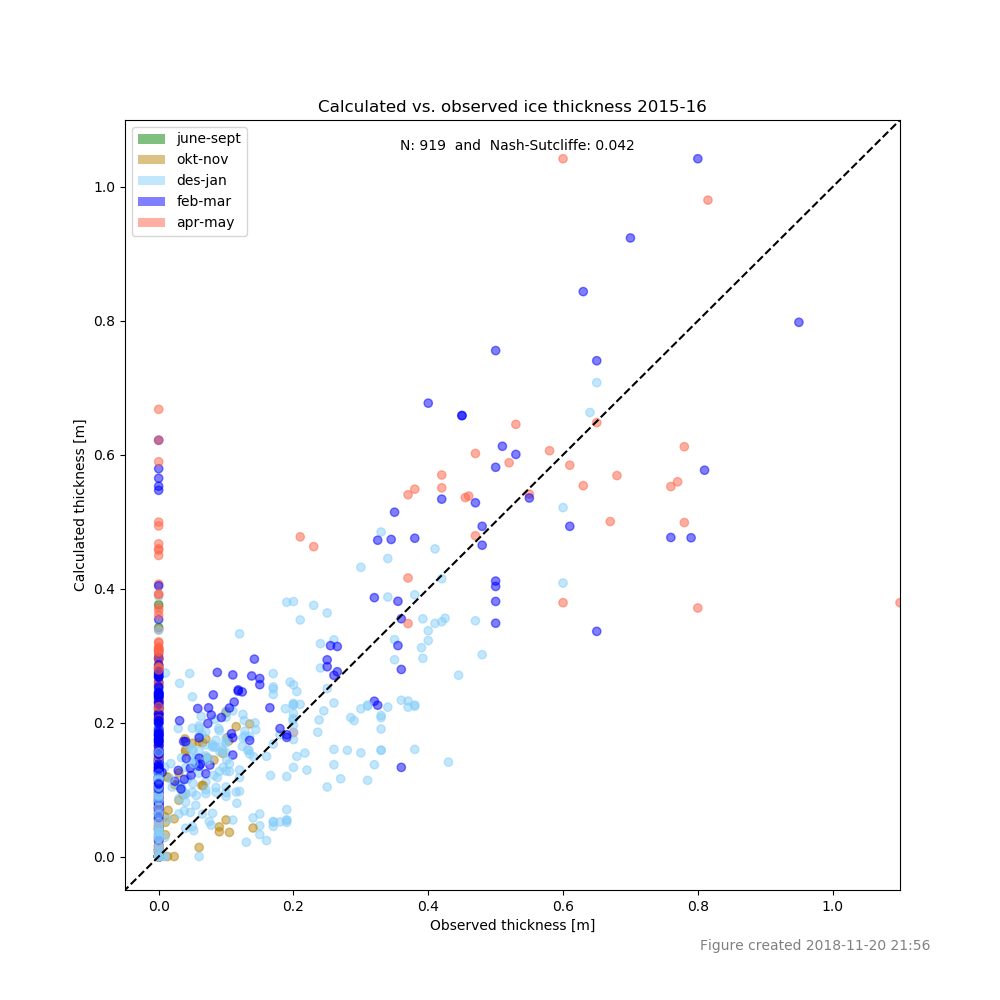 Calculated vs. observed ice thickness 2015-16
N: 919  and  Nash-Sutcliffe: 0.042
june-sept
okt-nov
des-jan
feb-mar
apr-may
1.0
0.8
0.6
0.4
0.2
0.0
Calculated thickness [m]
0.0 0.2 0.4 0.6 0.8 1.0
Observed thickness [m]
Figure created 2018-11-20 21:56